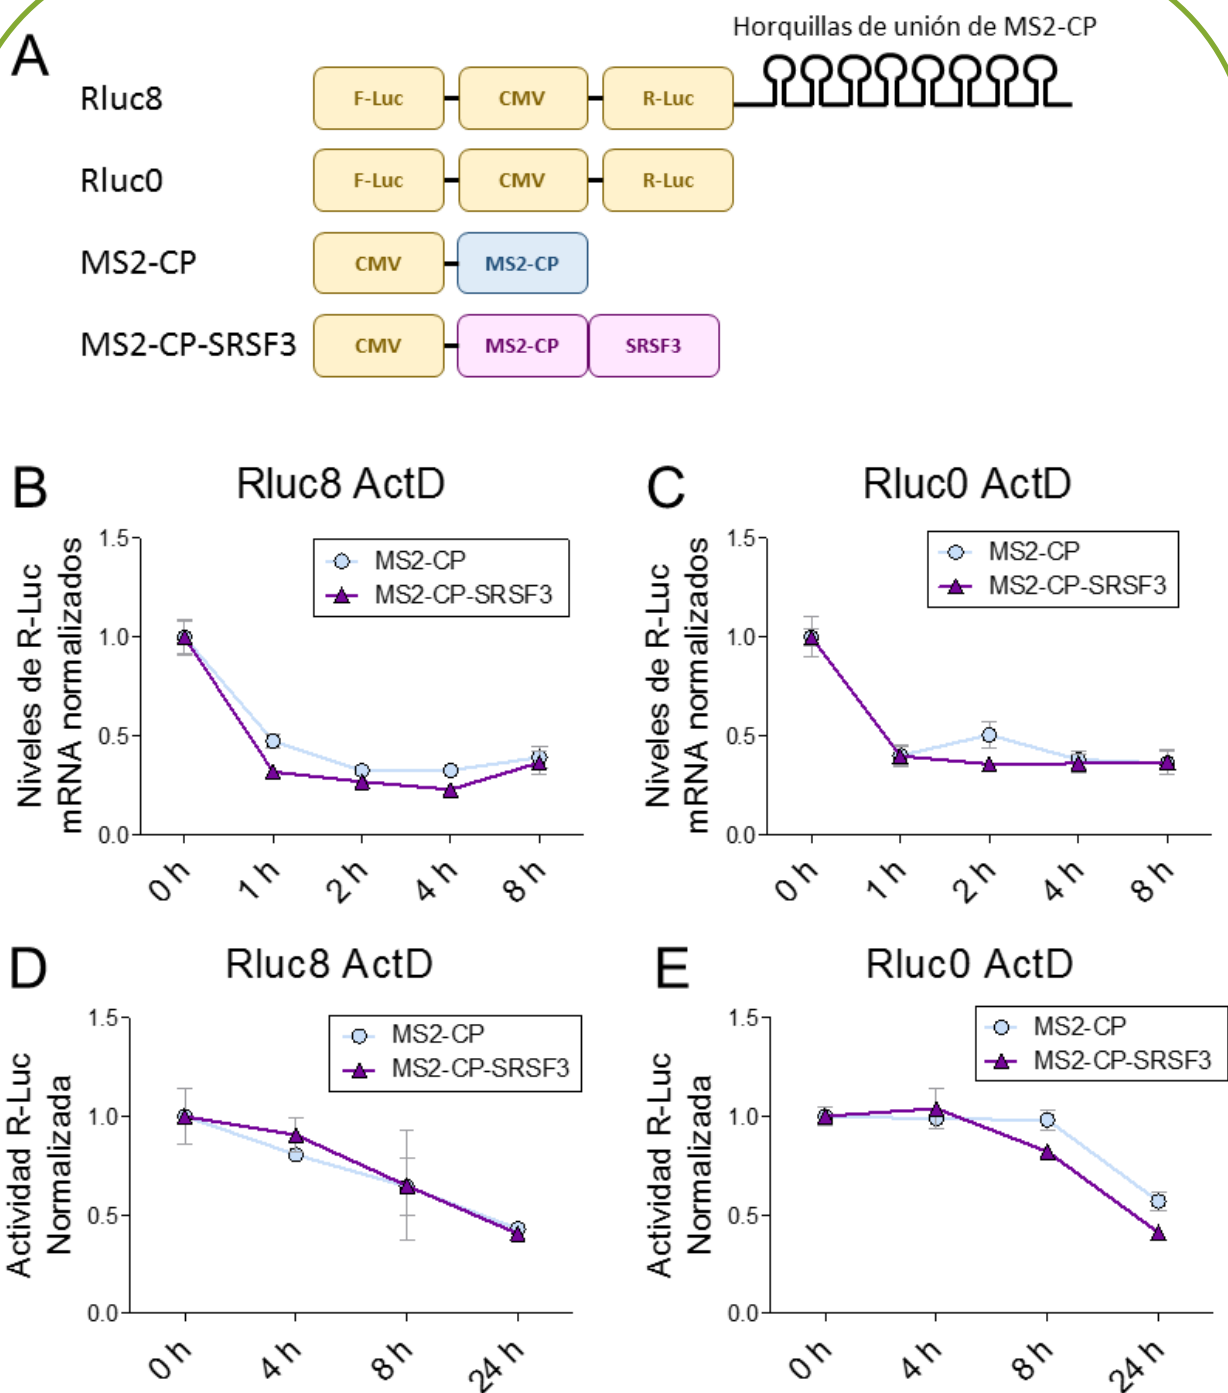 A
Horquillas de unión de MS2-CP
Rluc8
F-Luc
CMV
R-Luc
Rluc0
F-Luc
CMV
R-Luc
MS2-CP
CMV
MS2-CP
MS2-CP-SRSF3
CMV
MS2-CP
SRSF3
B
Rluc8 ActD
Niveles de R-Luc
mRNA normalizados
1.5
1.0
0.5
0.0
MS2-CP
MS2-CP-SRSF3
0 h
1 h
2 h
4 h
8 h
C
Rluc0 ActD
Niveles de R-Luc
mRNA normalizados
1.5
1.0
0.5
0.0
MS2-CP
MS2-CP-SRSF3
0 h
1 h
2 h
4 h
8 h
D
Rluc8 ActD
Actividad R-Luc
Normalizada
1.5
1.0
0.5
0.0
MS2-CP
MS2-CP-SRSF3
0 h
4 h
8 h
24 h
E
Rluc0 ActD
Actividad R-Luc
Normalizada
1.5
1.0
0.5
0.0
MS2-CP
MS2-CP-SRSF3
0 h
4 h
8 h
24 h